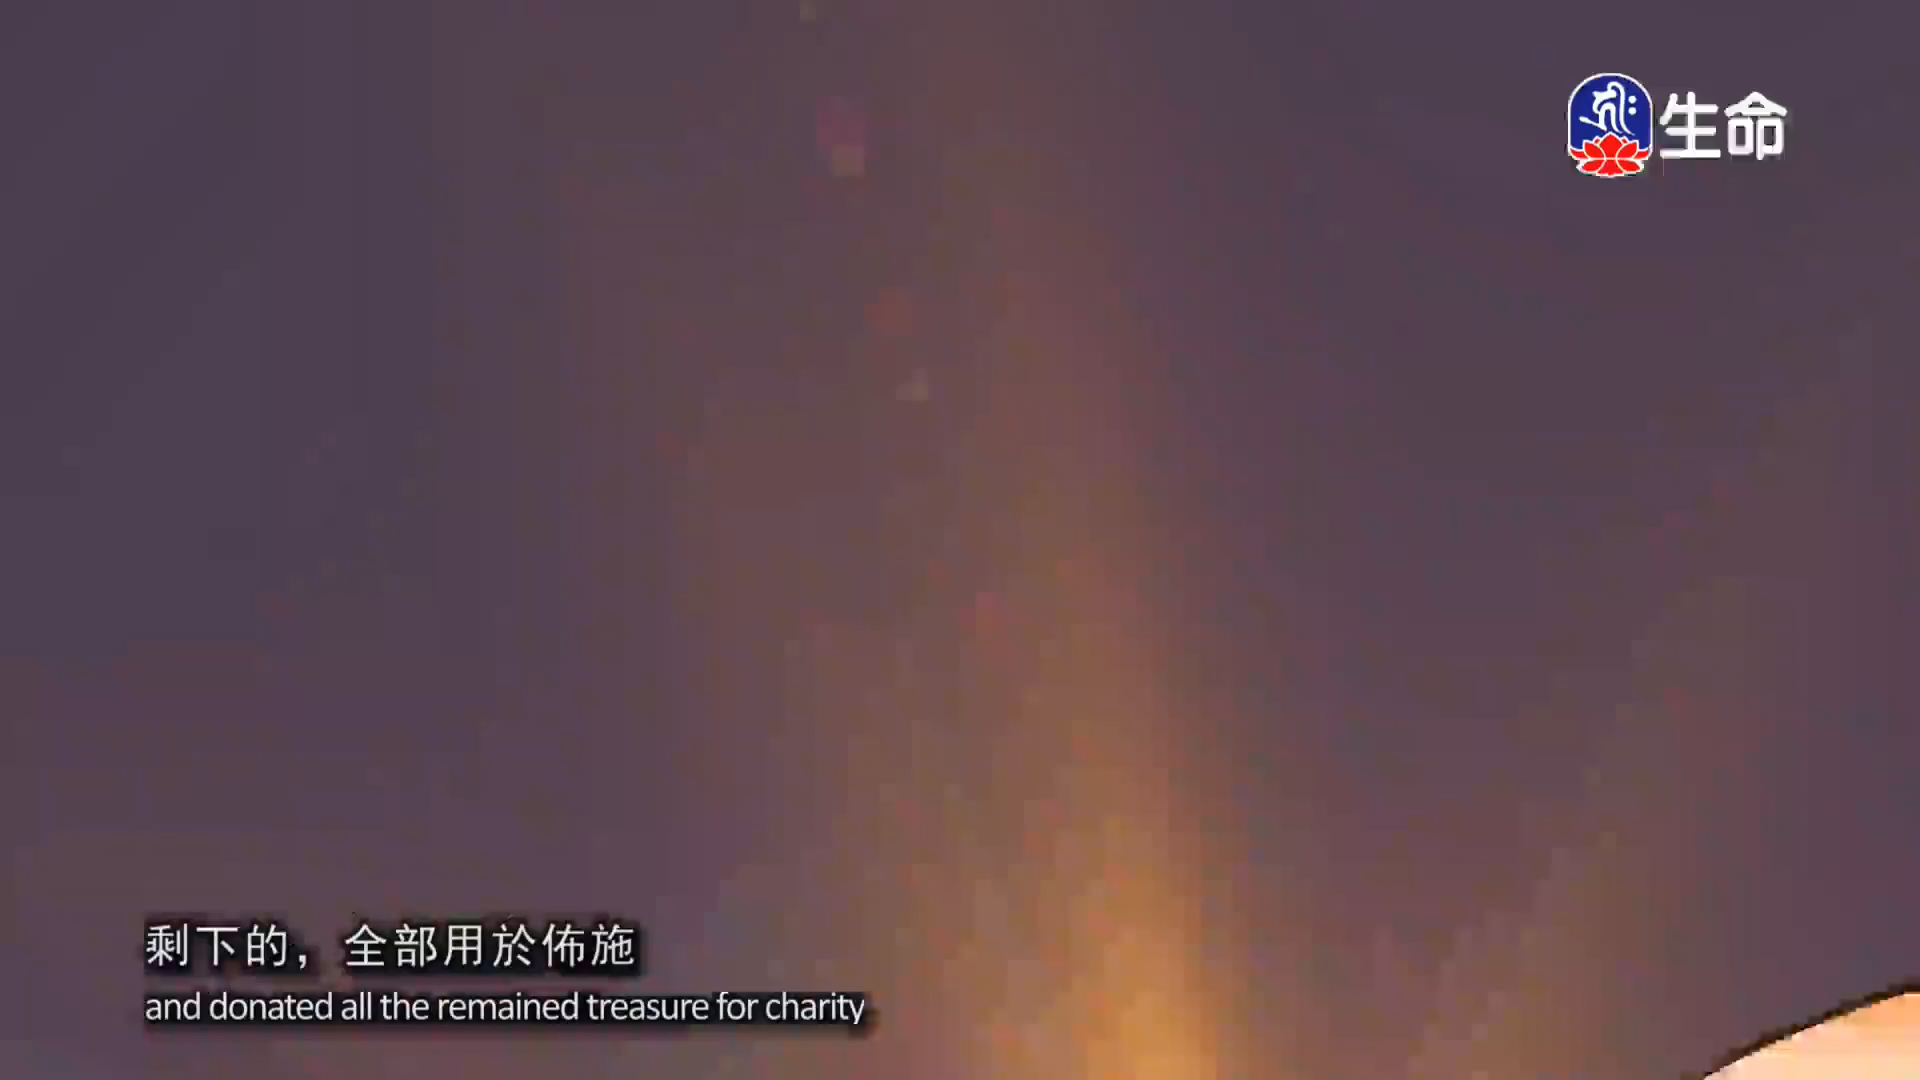 生命
剩下的，全部用於佈施
and donated all the remained treasure for charity